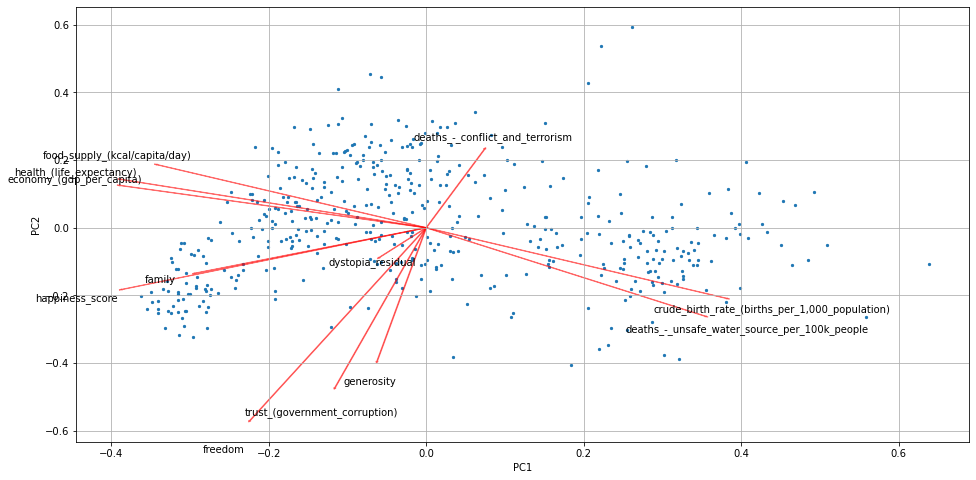 0.6
0.4
deaths_-_conflict_and_terrorism
food_supply_(kcal/capita/day)
0.2
health_(life_expectancy)
economy_(gdp_per_capita)
PC2
0.0
dystopia_residual
family
−0.2
happiness_score
crude_birth_rate_(births_per_1,000_population)
deaths_-_unsafe_water_source_per_100k_people
−0.4
generosity
trust_(government_corruption)
−0.6
freedom
−0.4 −0.2 0.0 0.2 0.4 0.6
PC1